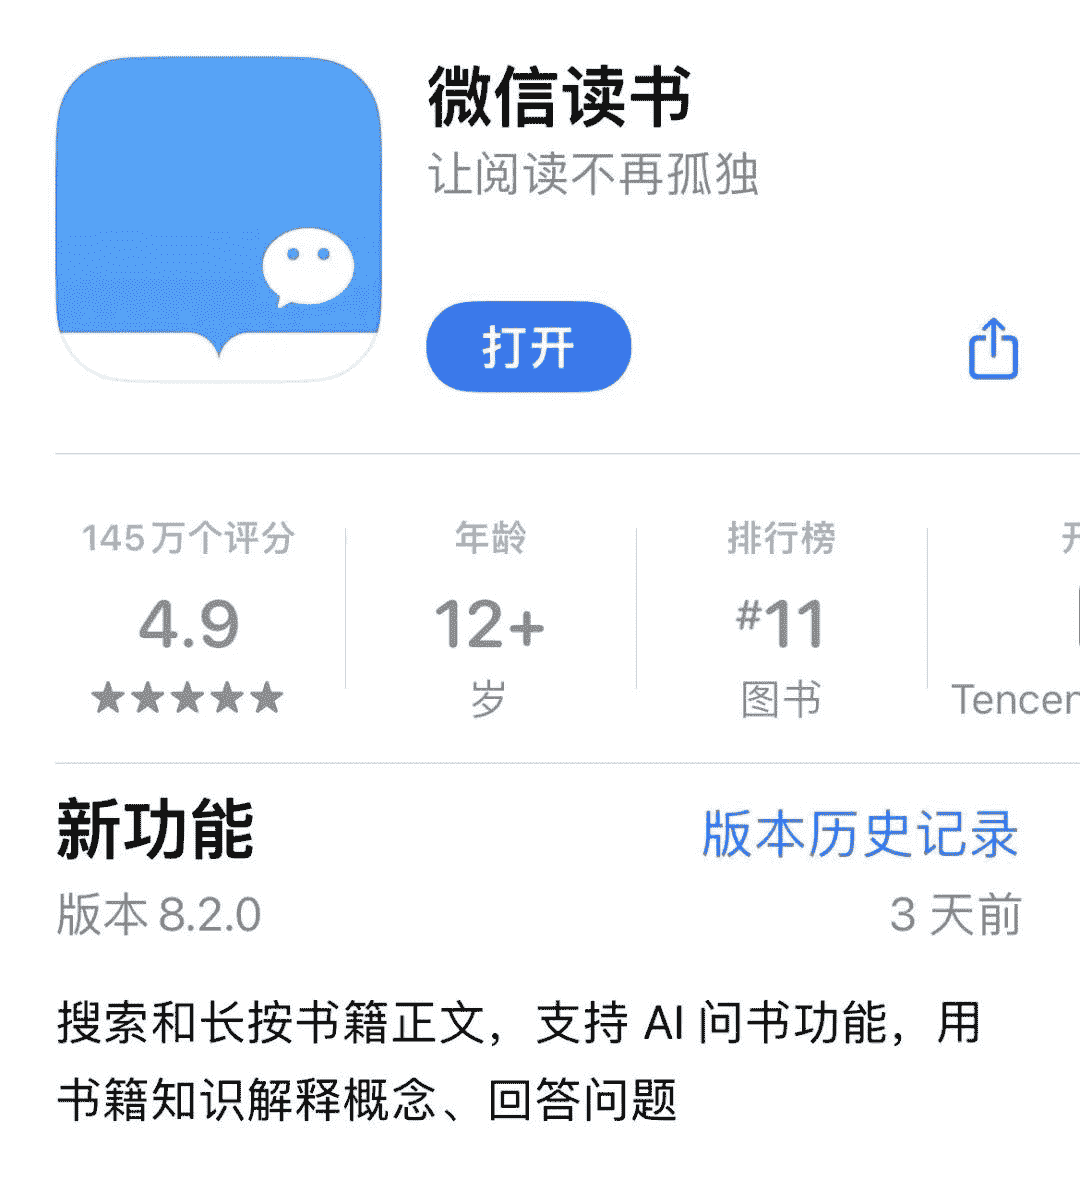 微信读书
让阅读不再孤独
打开
145万个评分
4.9
年龄
12+
岁
排行榜
#11
图书
开
Tencen
新功能
版本历史记录
版本 8.2.0
3 天前
搜索和长按书籍正文，支持 AI 问书功能，用
书籍知识解释概念、回答问题